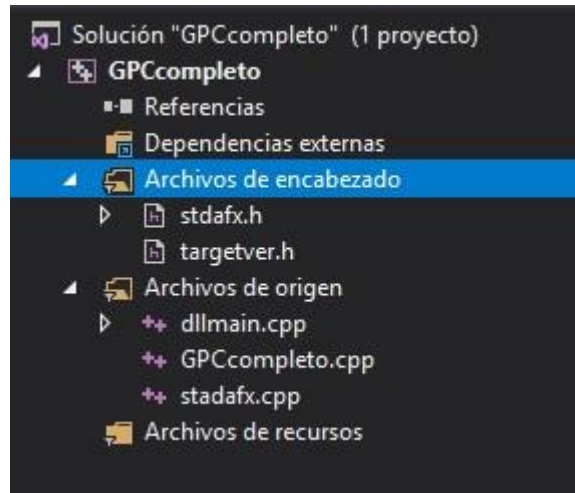 Solución "GPCcompleto" (1 proyecto)
GPCcompleto
Referencias
Dependencias externas
Archivos de encabezado
stdafx.h
targetver.h
Archivos de origen
dllmain.cpp
GPCcompleto.cpp
stadafx.cpp
Archivos de recursos